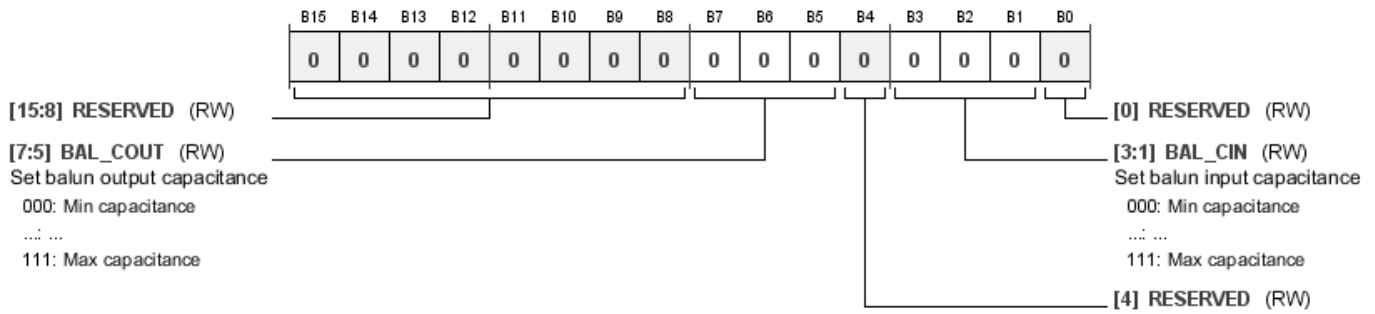 B15 B14 B13 B12 B11 B10 B9 B8 B7 B6 B5 B4 B3 B2 B1 B0
0 0 0 0 0 0 0 0 0 0 0 0 0 0 0 0
[15:8] RESERVED (RW)
[7:5] BAL_COUT (RW)
Set balun output capacitance
000: Min capacitance
...: ...
111: Max capacitance
[0] RESERVED (RW)
[3:1] BAL_CIN (RW)
Set balun input capacitance
000: Min capacitance
...: ...
111: Max capacitance
[4] RESERVED (RW)